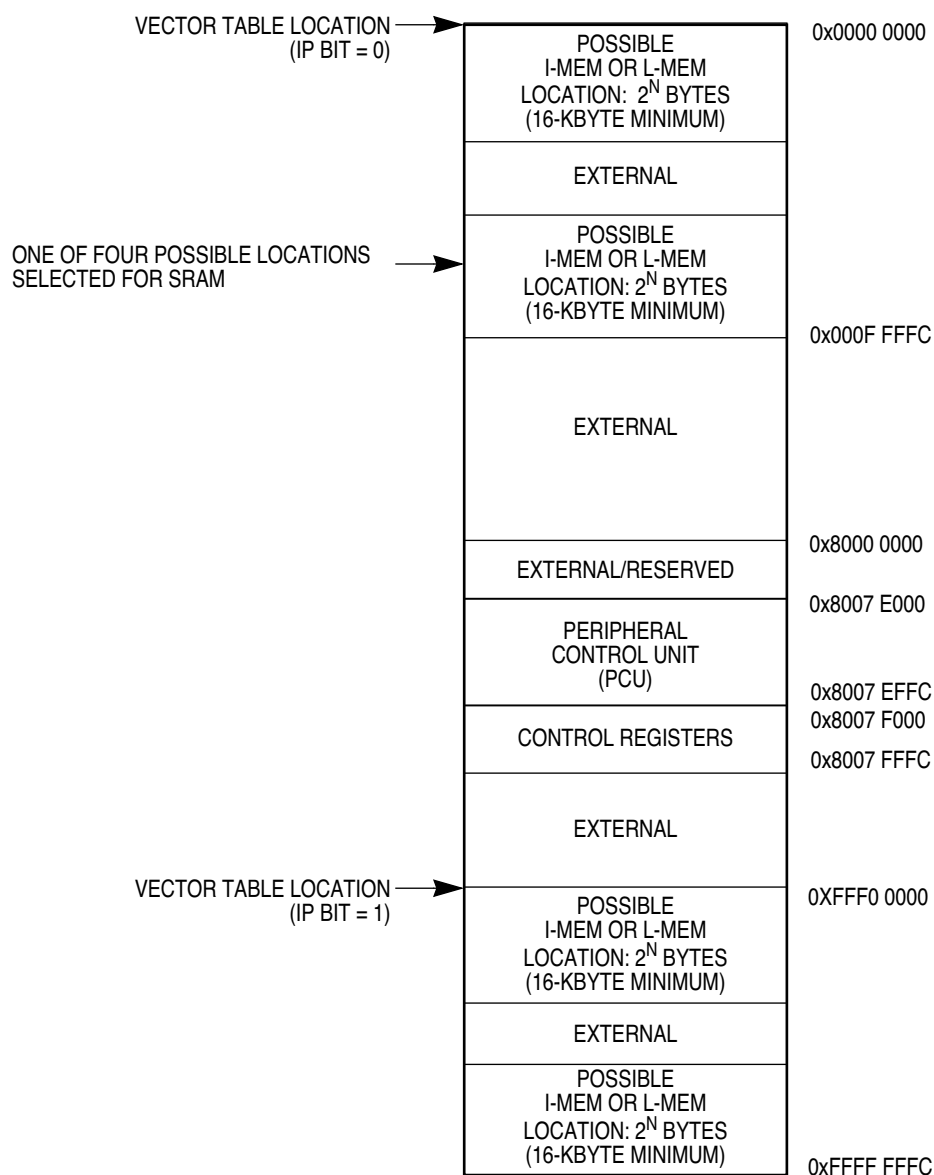 VECTOR TABLE LOCATION
(IP BIT = 0)
0x0000 0000
POSSIBLE
I-MEM OR L-MEM
LOCATION: 2^N BYTES
(16-KBYTE MINIMUM)
EXTERNAL
ONE OF FOUR POSSIBLE LOCATIONS
SELECTED FOR SRAM
POSSIBLE
I-MEM OR L-MEM
LOCATION: 2^N BYTES
(16-KBYTE MINIMUM)
0x000F FFFC
EXTERNAL
0x8000 0000
EXTERNAL/RESERVED
0x8007 E000
PERIPHERAL
CONTROL UNIT
(PCU)
0x8007 EFFC
0x8007 F000
CONTROL REGISTERS
0x8007 FFFC
EXTERNAL
VECTOR TABLE LOCATION
(IP BIT = 1)
0XFFF0 0000
POSSIBLE
I-MEM OR L-MEM
LOCATION: 2^N BYTES
(16-KBYTE MINIMUM)
EXTERNAL
POSSIBLE
I-MEM OR L-MEM
LOCATION: 2^N BYTES
(16-KBYTE MINIMUM)
0xFFFF FFFC